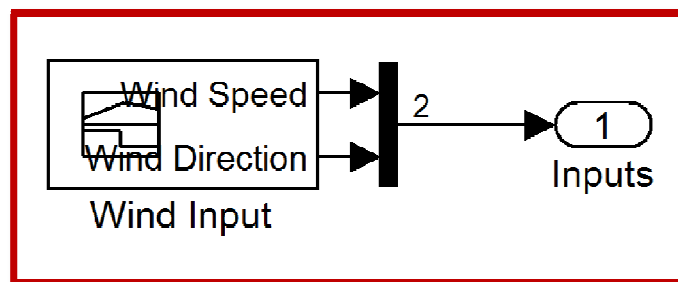 Wind Speed
2
1
Wind Direction
Inputs
Wind Input